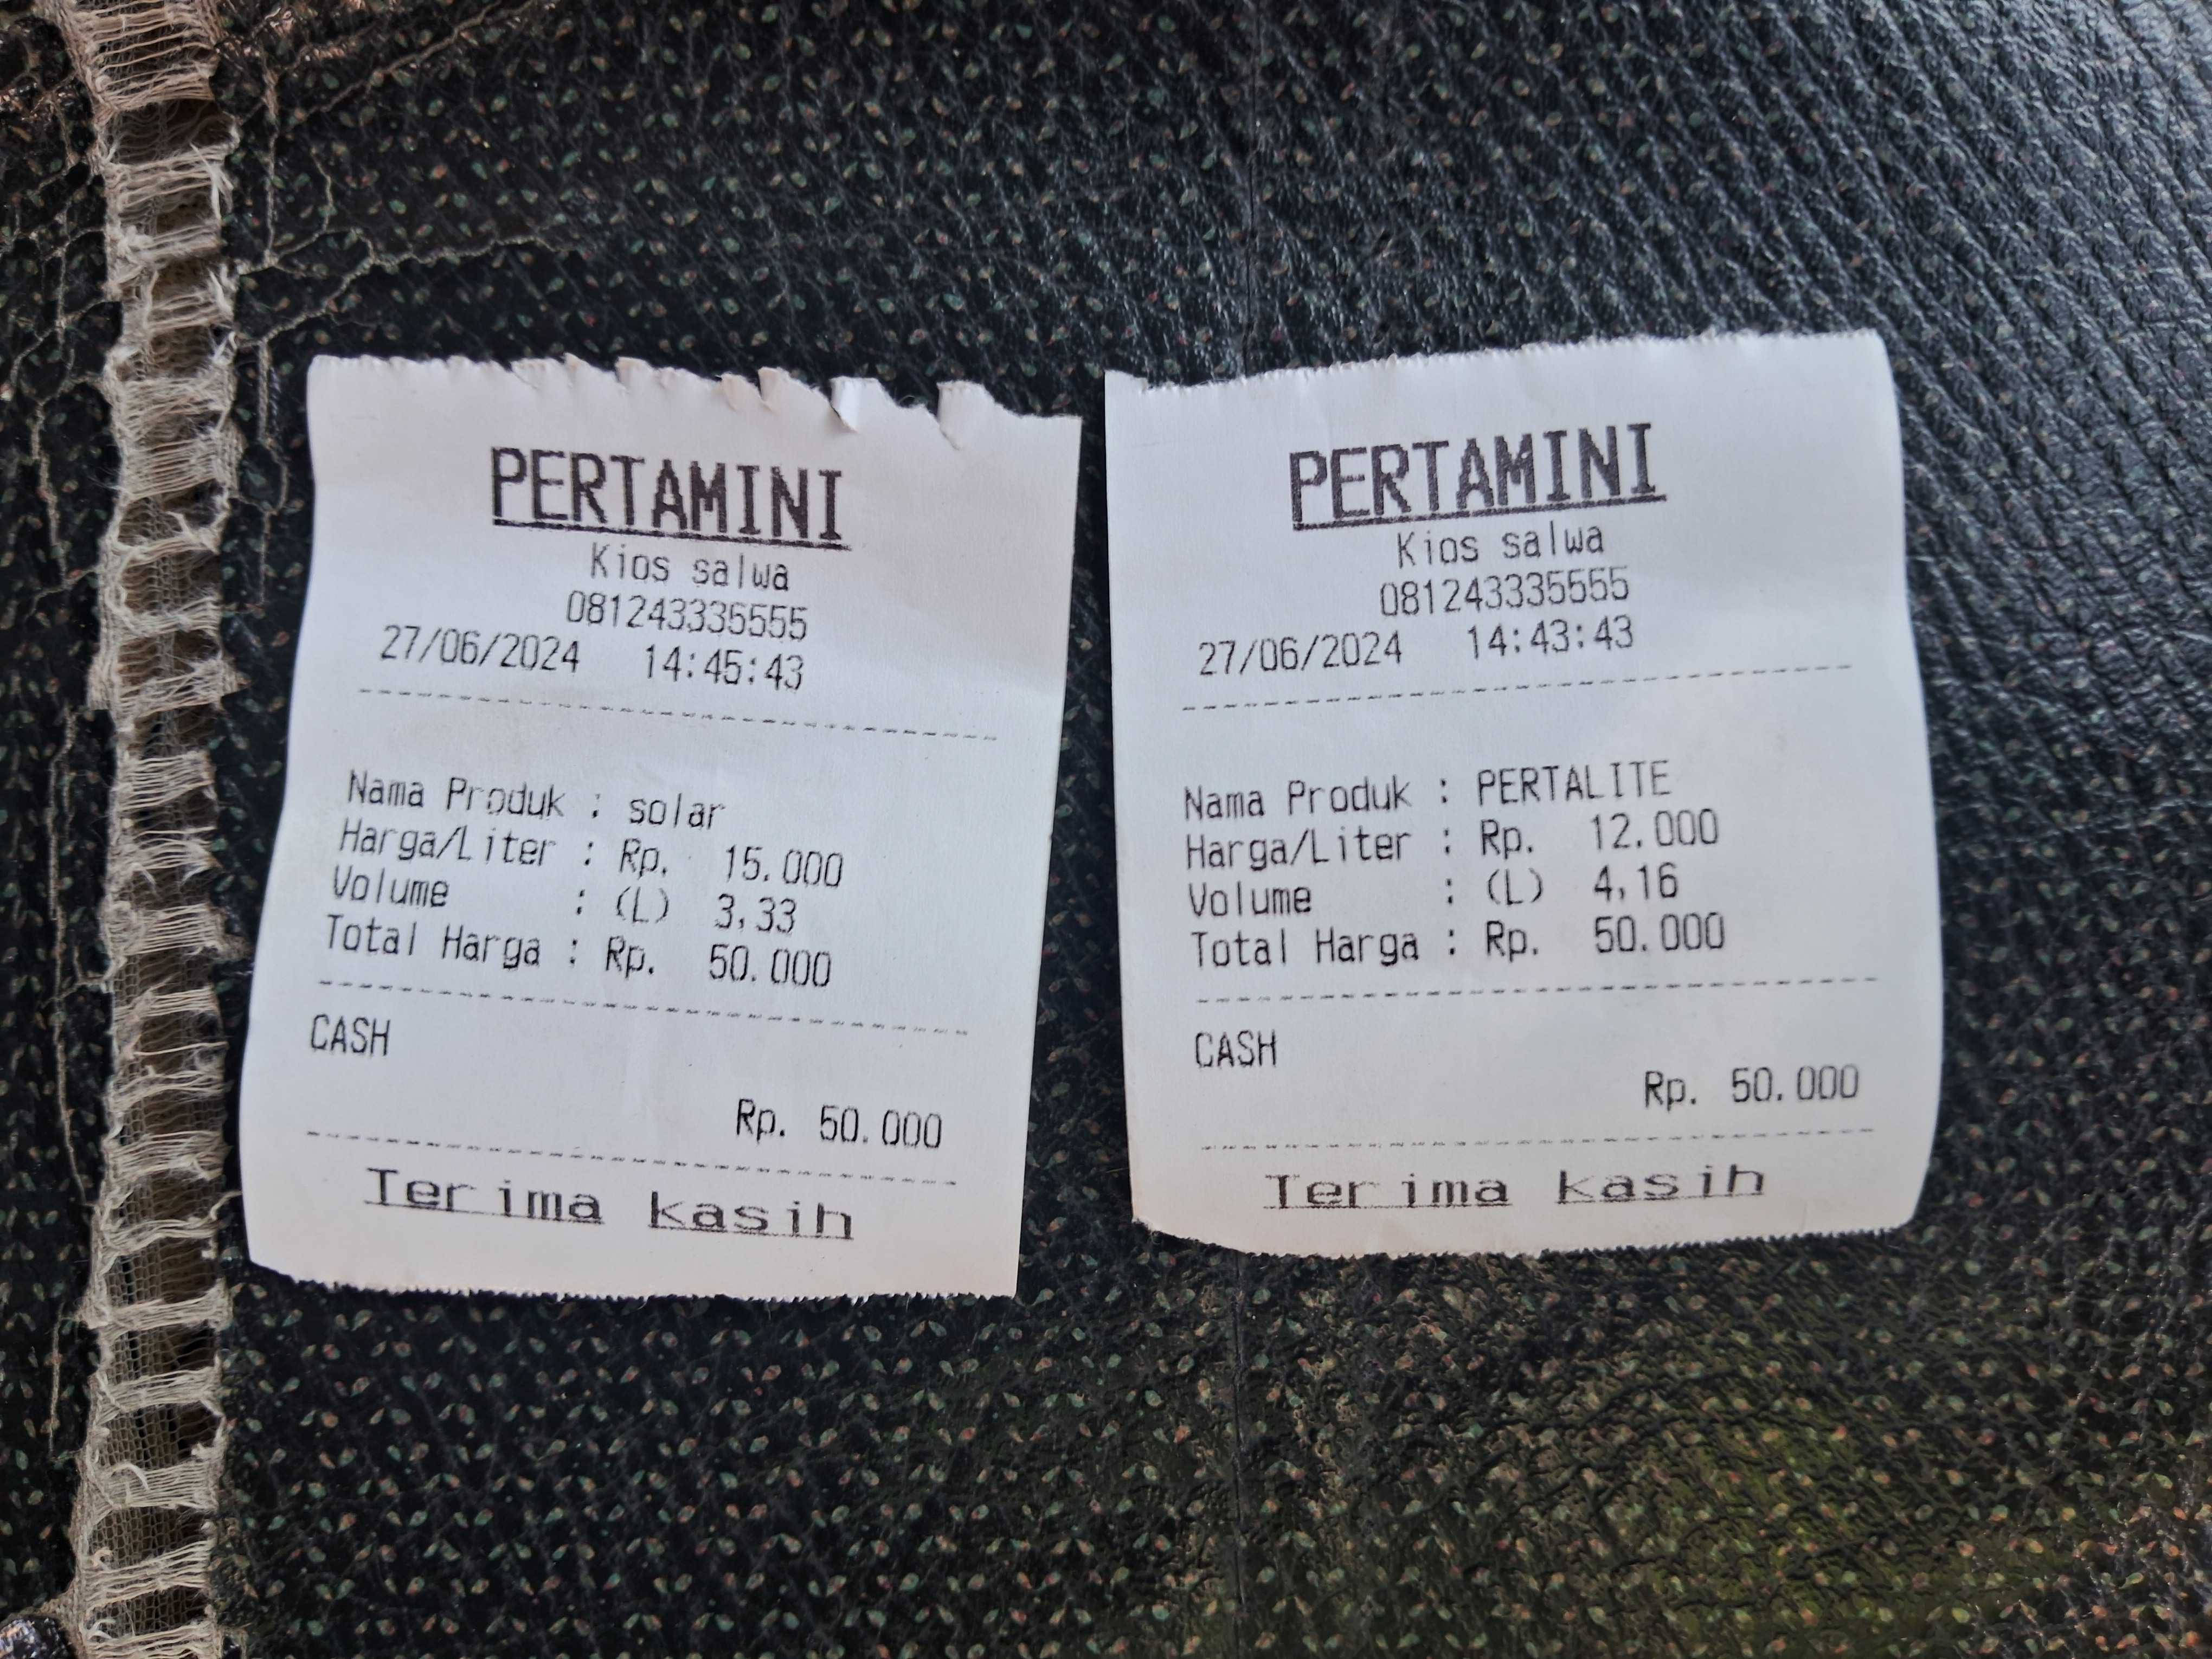 PERTAMINI
Kios salwa
081243335555
27/06/2024 14:45:43
Nama Produk : solar
Harga/Liter : Rp. 15.000
Volume : (L) 3,33
Total Harga : Rp. 50.000
CASH
Rp. 50.000
Terima kasih
PERTAMINI
Kios salwa
081243335555
27/06/2024 14:43:43
Nama Produk : PERTALITE
Harga/Liter : Rp. 12.000
Volume : (L) 4,16
Total Harga : Rp. 50.000
CASH
Rp. 50.000
Terima kasih